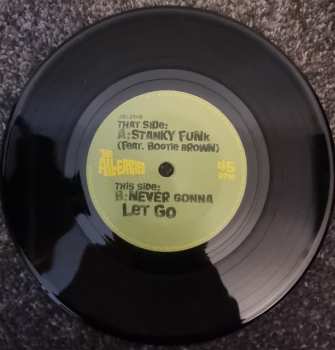 THAT SIDE:
A: STANKY FUNK
(FEAT. BOOTIE BROWN)
THE
ALLERGIES
45
RPM
THIS SIDE:
B: NEVER GONNA
LET GO